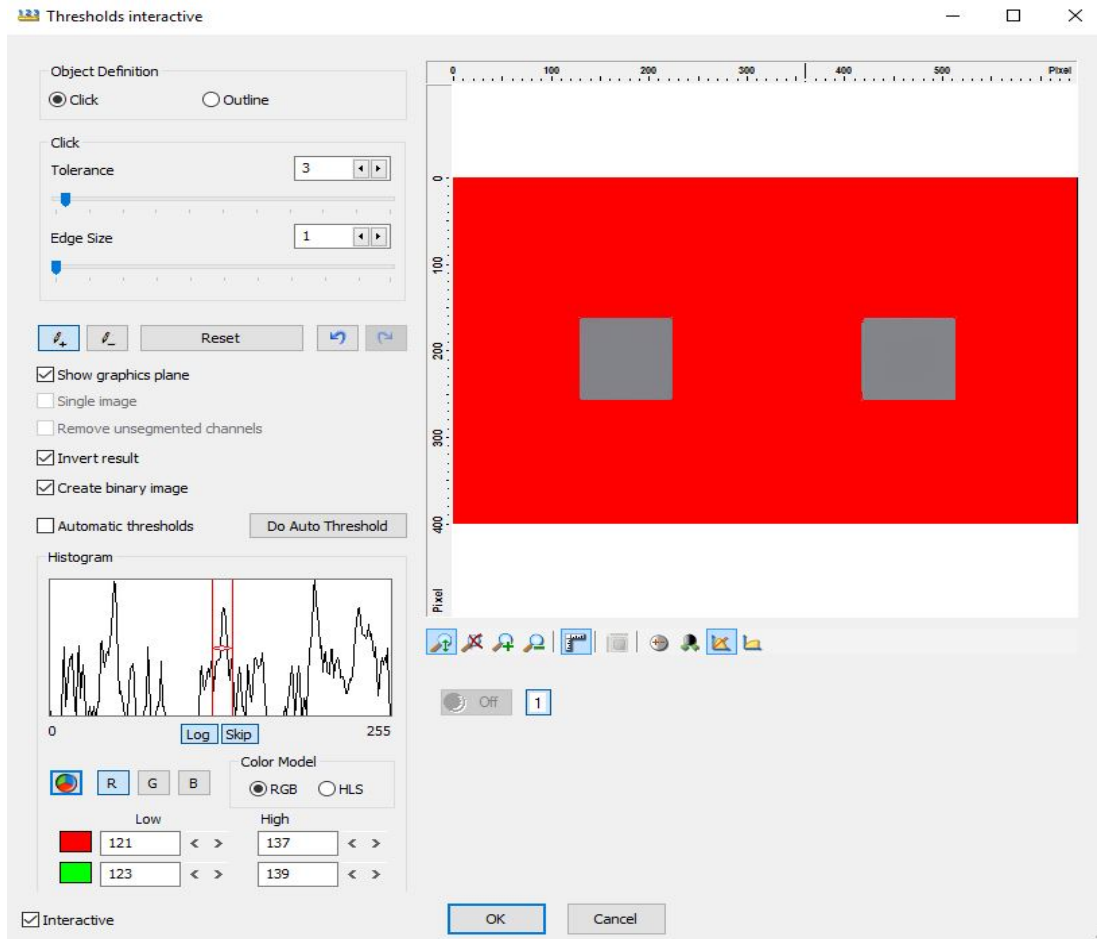 Thresholds interactive
Object Definition
Click Outline
Click
Tolerance 3
Edge Size 1
Reset
Show graphics plane
Single image
Remove unsegmented channels
Invert result
Create binary image
Automatic thresholds Do Auto Threshold
Histogram
0 Log Skip 255
R G B
Color Model
RGB HLS
Low High
121 < > 137 < >
123 < > 139 < >
Interactive
0 100 200 300 400 500 Pixel
0
100
200
300
400
Pixel
Off 1
OK Cancel